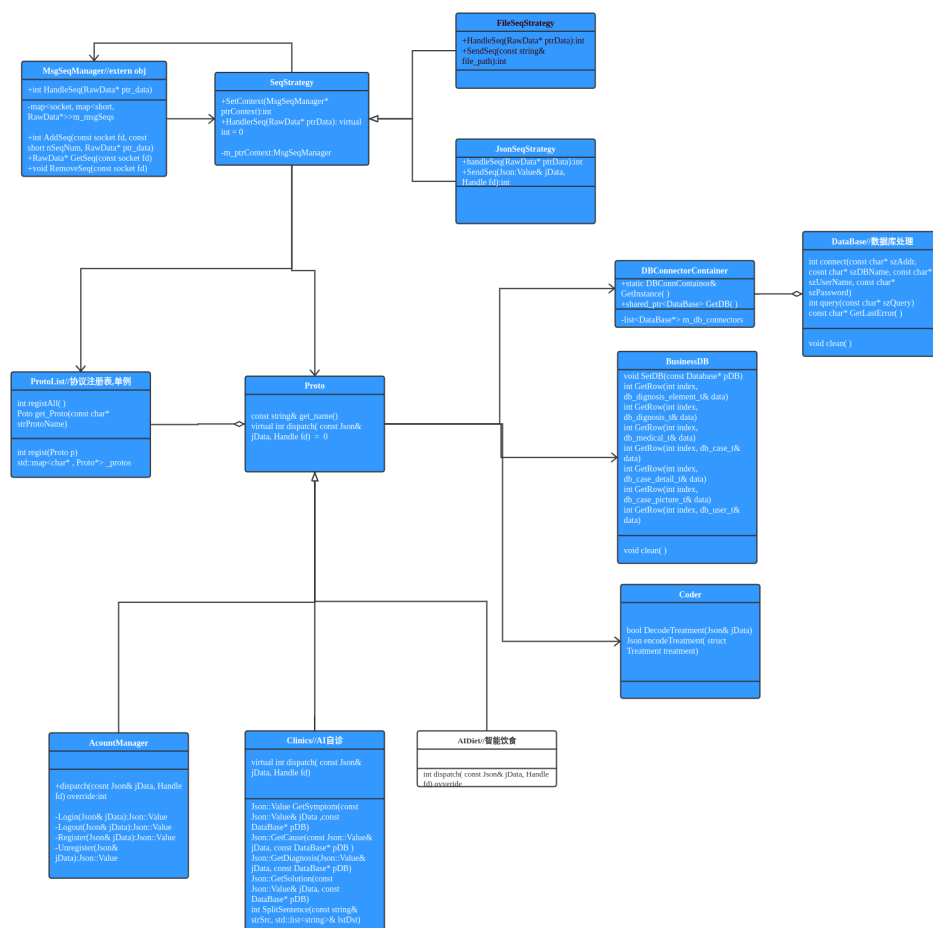 FileSeqStrategy
+HandleSeq(RawData* ptrData):int
+SendSeq(const string&
file_path):int
MsgSeqManager//extern obj
+int HandleSeq(RawData* ptr_data)
-map<socket, map<short,
RawData*>>m_msgSeqs
+int AddSeq(const socket fd, const
short nSeqNum, RawData* ptr_data)
+RawData* GetSeq(const socket fd)
+void RemoveSeq(const socket fd)
SeqStrategy
+SetContext(MsgSeqManager*
ptrContext):int
+HandlerSeq(RawData* ptrData): virtual
int = 0
-m_ptrContext:MsgSeqManager
JsonSeqStrategy
+handleSeq(RawData* ptrData):int
+SendSeq(Json:Value& jData,
Handle fd):int
DataBase//数据库处理
int connect(const char* szAddr,
cosnt char* szDBName, const char*
szUserName, const char*
szPassword)
int query(const char* szQuery)
const char* GetLastError( )
void clean( )
DBConnectorContainer
+static DBConnContainor&
GetInstance( )
+shared_ptr<DataBase> GetDB( )
-list<DataBase*> m_db_connectors
BusinessDB
void SetDB(const Database* pDB)
int GetRow(int index,
db_dignosis_element_t& data)
int GetRow(int index,
db_dignosis_t& data)
int GetRow(int index,
db_medical_t& data)
int GetRow(int index, db_case_t&
data)
int GetRow(int index,
db_case_detail_t& data)
int GetRow(int index,
db_case_picture_t& data)
int GetRow(int index, db_user_t&
data)
void clean( )
ProtoList//协议注册表,单例
int registAll( )
Poto get_Proto(const char*
strProtoName)
int regist(Proto p)
std::map<char* , Proto*> _protos
Proto
const string& get_name()
virtual int dispatch( const Json&
jData, Handle fd)  =  0
Coder
bool DecodeTreatment(Json& jData)
Json encodeTreatment( struct
Treatment treatment)
AcountManager
+dispatch(cosnt Json& jData, Handle
fd) override:int
-Login(Json& jData):Json::Value
-Logout(Json& jData):Json::Value
-Register(Json& jData):Json::Value
-Unregister(Json&
jData):Json::Value
Clinics//AI自诊
virtual int dispatch( const Json&
jData, Handle fd)
Json::Value GetSymptom(const
Json::Value& jData ,const
DataBase* pDB)
Json::GetCause(const Json::Value&
jData, const DataBase* pDB )
Json::GetDiagnosis(Json::Value&
jData, const DataBase* pDB)
Json::GetSolution(const
Json::Value& jData, const
DataBase* pDB)
int SplitSentence(const string&
strSrc, std::list<string>& lstDst)
AIDiet//智能饮食
int dispatch( const Json& jData, Handle
fd) ovveride